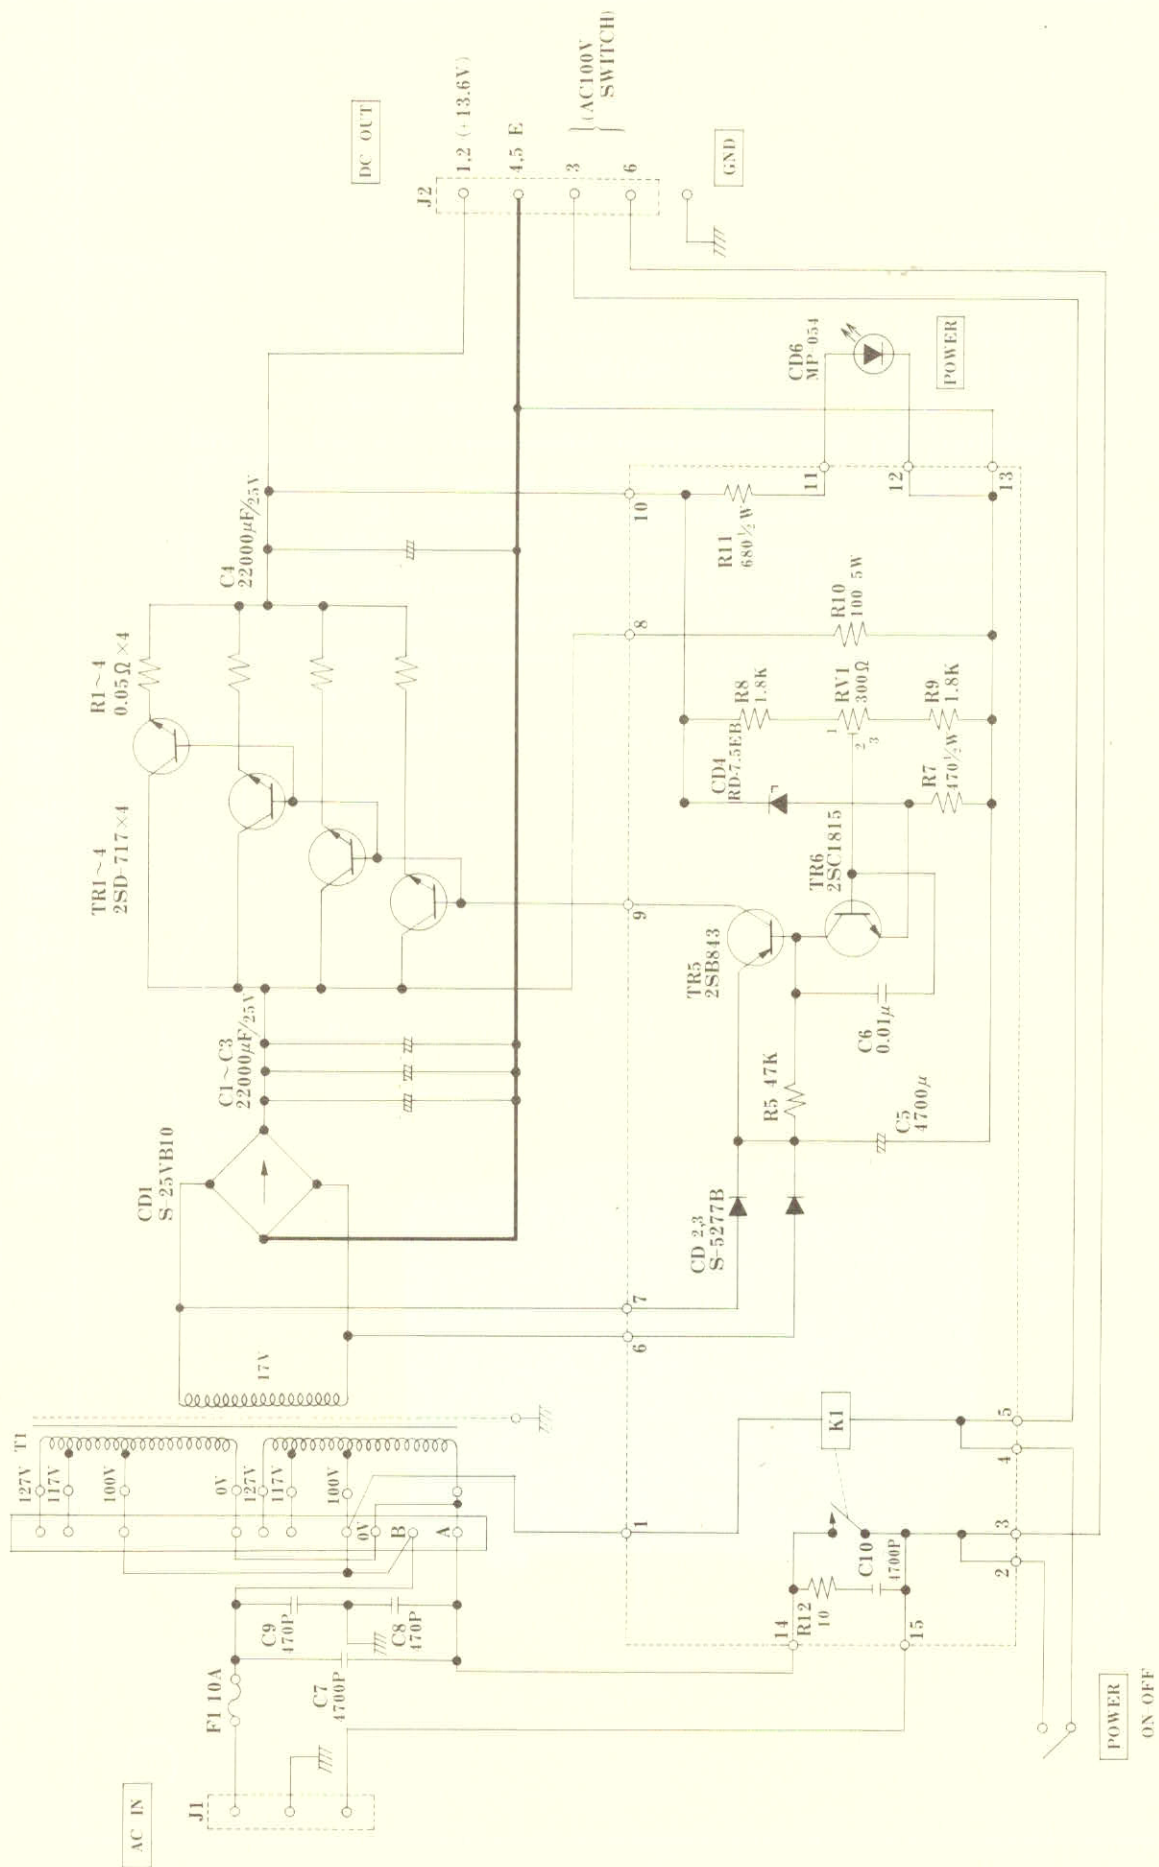 AC IN
J1
F1 10A
C7
4700P
C9
470P
C8
470P
T1
127V
117V
100V
0V
127V
117V
100V
0V
B
A
17V
CD1
S-25VB10
C1~C3
22000μF/25V
TR1~4
2SD-717×4
R1~4
0.05Ω×4
C4
22000μF/25V
DC OUT
J2
1.2 (+13.6V)
4.5 E
3
6
(AC100V
SWITCH)
GND
1
6
7
9
8
10
CD 2,3
S-5277B
R5 47K
C5
4700μ
C6
0.01μ
TR5
2SB843
TR6
2SC1815
CD4
RD-7.5EB
R7
470½W
R8
1.8K
1
2
3
RV1
300Ω
R9
1.8K
R10
100 5W
R11
680½W
11
12
13
CD6
MP-054
POWER
14
15
R12
10
C10
4700P
K1
2
3
4
5
POWER
ON OFF